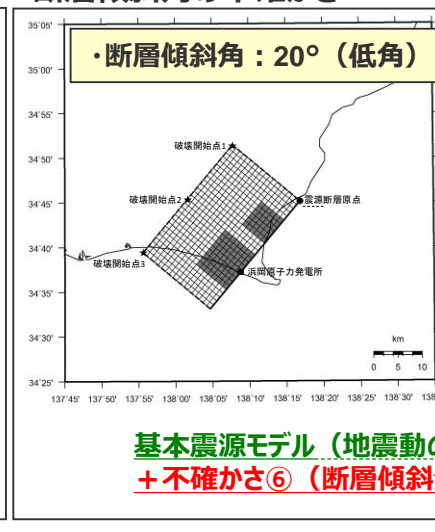 ・断層傾斜角：20°（低角）
35˚05'
35˚00'
34˚55'
34˚50'
34˚45'
34˚40'
34˚35'
34˚30'
34˚25'
破壊開始点1
破壊開始点2
震源断層原点
破壊開始点3
浜岡原子力発電所
km
0 5 10
137˚45' 137˚50' 137˚55' 138˚00' 138˚05' 138˚10' 138˚15' 138˚20' 138˚25' 138˚30'
基本震源モデル（地震動の
＋不確かさ⑥（断層傾斜